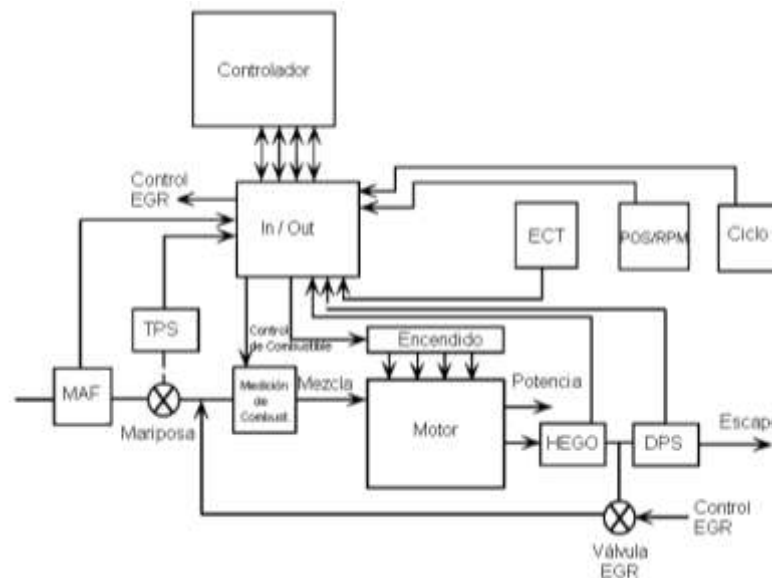 Controlador
Control
EGR
In / Out
ECT
POS/RPM
Ciclo
TPS
Control
de Combustible
Encendido
MAF
Mariposa
Medición
de
Combust.
Mezcla
Motor
Potencia
HEGO
DPS
Escape
Control
EGR
Válvula
EGR